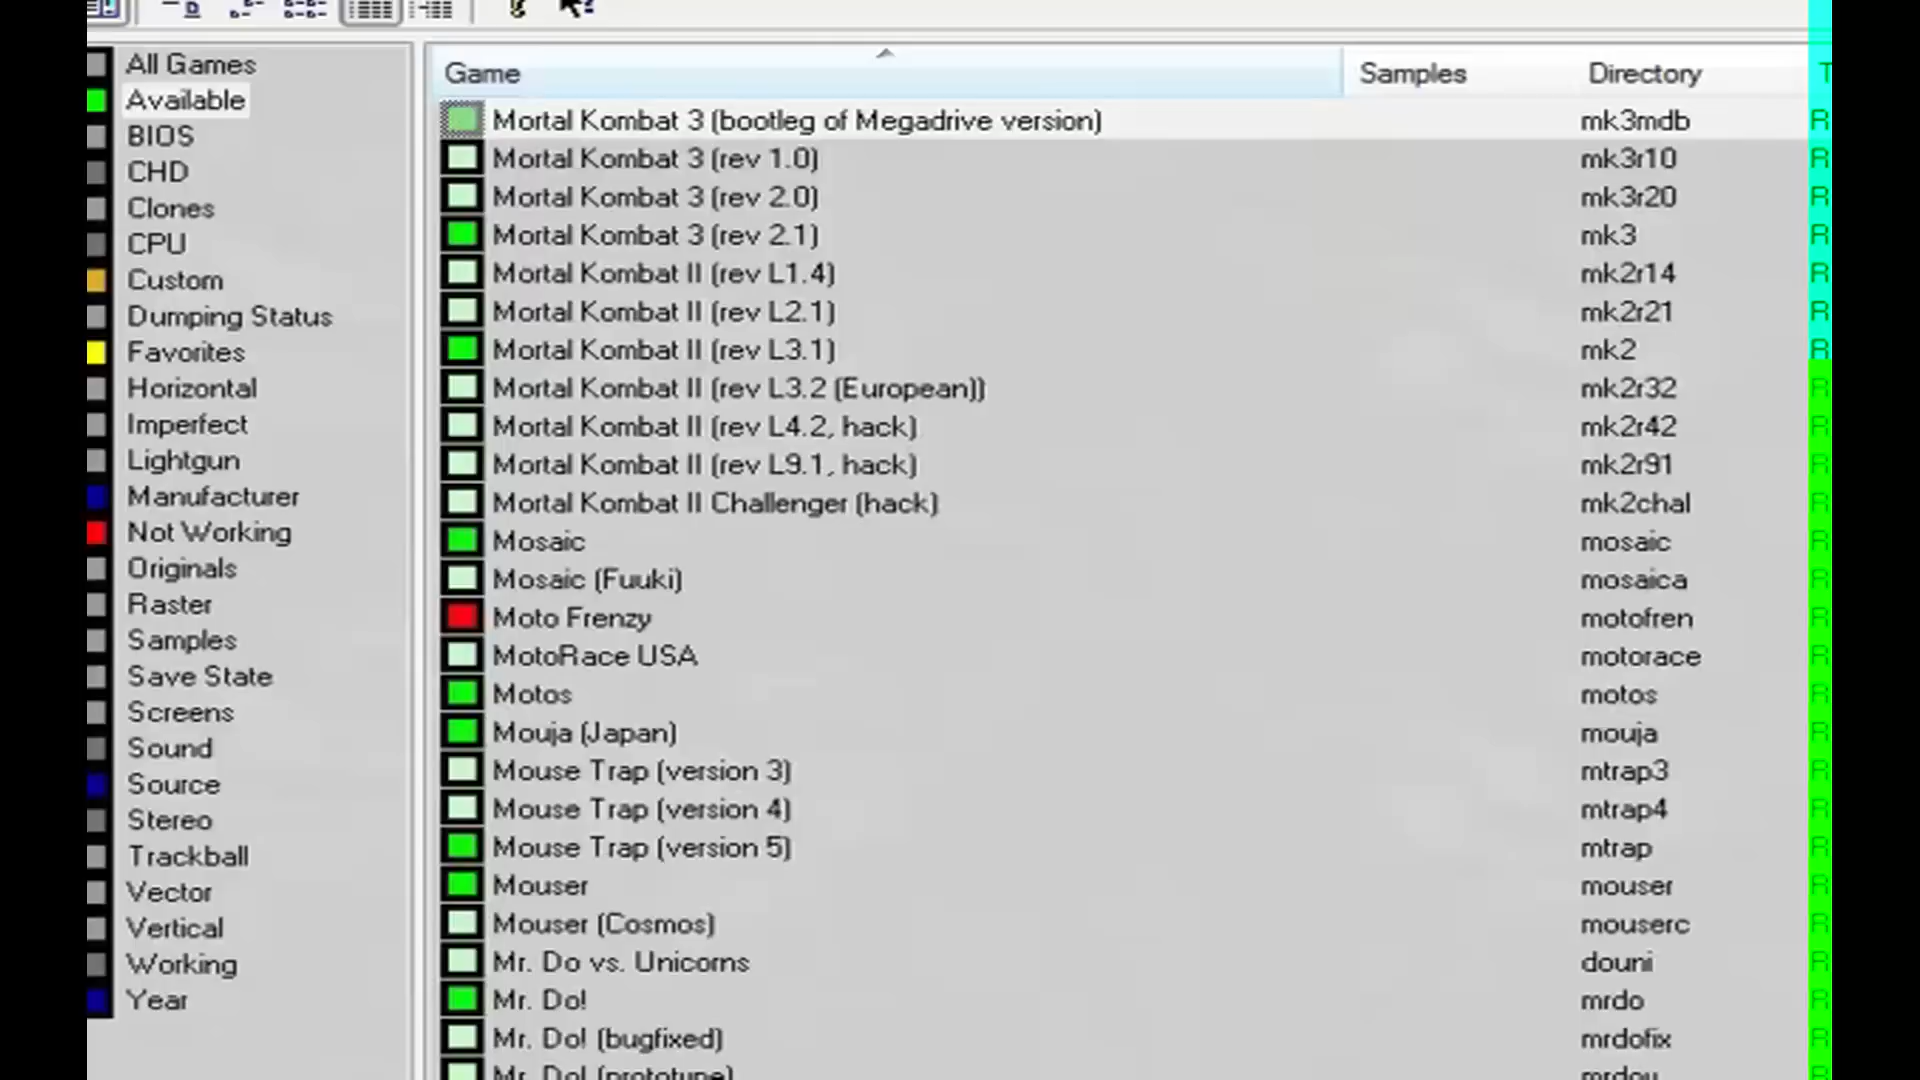 All Games
Available
BIOS
CHD
Clones
CPU
Custom
Dumping Status
Favorites
Horizontal
Imperfect
Lightgun
Manufacturer
Not Working
Originals
Raster
Samples
Save State
Screens
Sound
Source
Stereo
Trackball
Vector
Vertical
Working
Year
Game Samples Directory T
Mortal Kombat 3 (bootleg of Megadrive version) mk3mdb R
Mortal Kombat 3 (rev 1.0) mk3r10 R
Mortal Kombat 3 (rev 2.0) mk3r20 R
Mortal Kombat 3 (rev 2.1) mk3 R
Mortal Kombat II (rev L1.4) mk2r14 R
Mortal Kombat II (rev L2.1) mk2r21 R
Mortal Kombat II (rev L3.1) mk2 R
Mortal Kombat II (rev L3.2 (European)) mk2r32 R
Mortal Kombat II (rev L4.2, hack) mk2r42 R
Mortal Kombat II (rev L9.1, hack) mk2r91 R
Mortal Kombat II Challenger (hack) mk2chal R
Mosaic mosaic R
Mosaic (Fuuki) mosaica R
Moto Frenzy motofren R
MotoRace USA motorace R
Motos motos R
Mouja (Japan) mouja R
Mouse Trap (version 3) mtrap3 R
Mouse Trap (version 4) mtrap4 R
Mouse Trap (version 5) mtrap R
Mouser mouser R
Mouser (Cosmos) mouserc R
Mr. Do vs. Unicorns douni R
Mr. Do! mrdo R
Mr. Do! (bugfixed) mrdofix R
Mr. Do! (prototype)